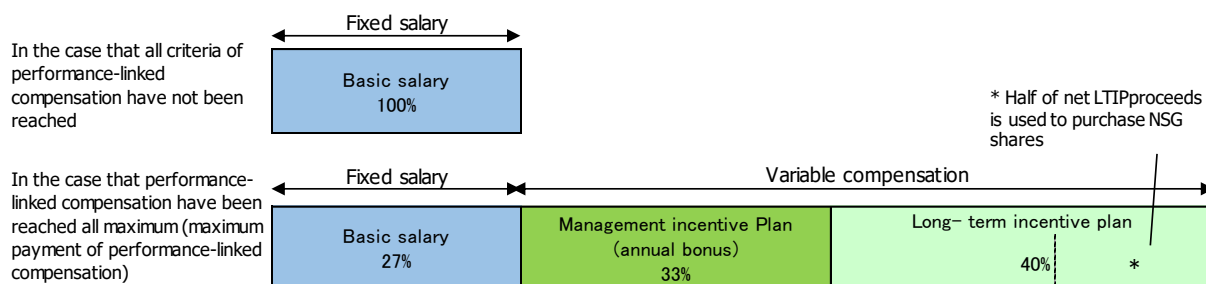 Fixed salary
In the case that all criteria of
performance-linked
compensation have not been
reached
Basic salary
100%
* Half of net LTIPproceeds
is used to purchase NSG
shares
In the case that performance-
linked compensation have been
reached all maximum (maximum
payment of performance-linked
compensation)
Fixed salary
Variable compensation
Basic salary
27%
Management incentive Plan
(annual bonus)
33%
Long- term incentive plan
40%
*